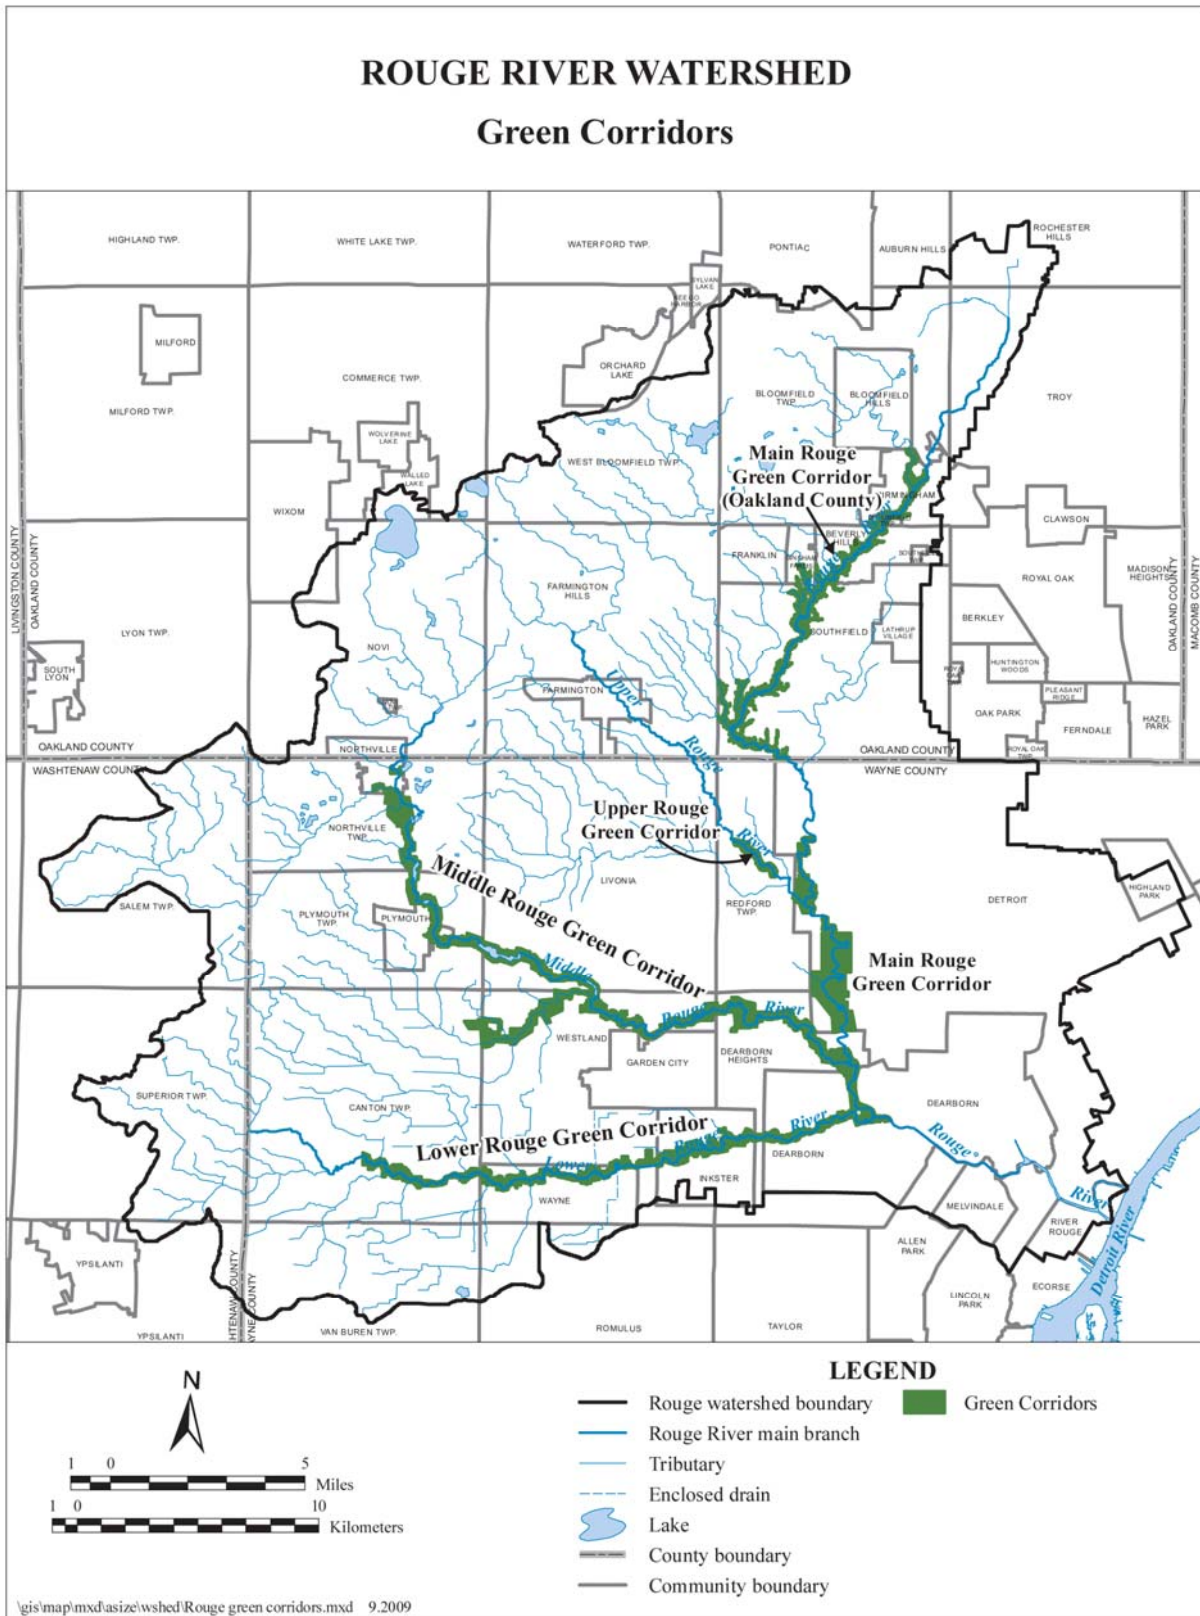 ROUGE RIVER WATERSHED
Green Corridors
HIGHLAND TWP.
WHITE LAKE TWP.
WATERFORD TWP.
PONTIAC
AUBURN HILLS
ROCHESTER
HILLS
SYLVAN
LAKE
MILFORD
ORCHARD
LAKE
COMMERCE TWP.
MILFORD TWP.
BLOOMFIELD
TWP.
BLOOMFIELD
HILLS
TROY
WOLVERINE
LAKE
WALLED
LAKE
WEST BLOOMFIELD TWP.
Main Rouge
Green Corridor
(Oakland County)
BIRMINGHAM
WIXOM
CLAWSON
LIVINGSTON COUNTY
OAKLAND COUNTY
FRANKLIN
BEVERLY
HILLS
ROYAL OAK
MADISON
HEIGHTS
OAKLAND COUNTY
MACOMB COUNTY
FARMINGTON
HILLS
LYON TWP.
NOVI
SOUTHFIELD
LATHRUP
VILLAGE
BERKLEY
SOUTH
LYON
HUNTINGTON
WOODS
PLEASANT
RIDGE
FARMINGTON
Upper
OAK PARK
FERNDALE
HAZEL
PARK
ROYAL OAK
TWP.
OAKLAND COUNTY
WASHTENAW COUNTY
NORTHVILLE
Rouge
OAKLAND COUNTY
WAYNE COUNTY
Upper Rouge
Green Corridor
River
NORTHVILLE
TWP.
Middle Rouge Green Corridor
LIVONIA
REDFORD
TWP.
DETROIT
HIGHLAND
PARK
SALEM TWP.
PLYMOUTH
TWP.
PLYMOUTH
Main Rouge
Green Corridor
Middle
Rouge
River
WESTLAND
GARDEN CITY
DEARBORN
HEIGHTS
SUPERIOR TWP.
CANTON TWP.
DEARBORN
Lower Rouge Green Corridor
Lower
Rouge
River
DEARBORN
Rouge
River
WAYNE
INKSTER
MELVINDALE
RIVER
ROUGE
ALLEN
PARK
YPSILANTI
ECORSE
LINCOLN
PARK
Detroit River
YPSILANTI
VAN BUREN TWP.
ROMULUS
TAYLOR
LEGEND
Rouge watershed boundary
Green Corridors
Rouge River main branch
Tributary
Enclosed drain
Lake
County boundary
Community boundary
N
1 0 5
Miles
1 0 10
Kilometers
\gis\map\mxd\asize\wshed\Rouge green corridors.mxd 9.2009